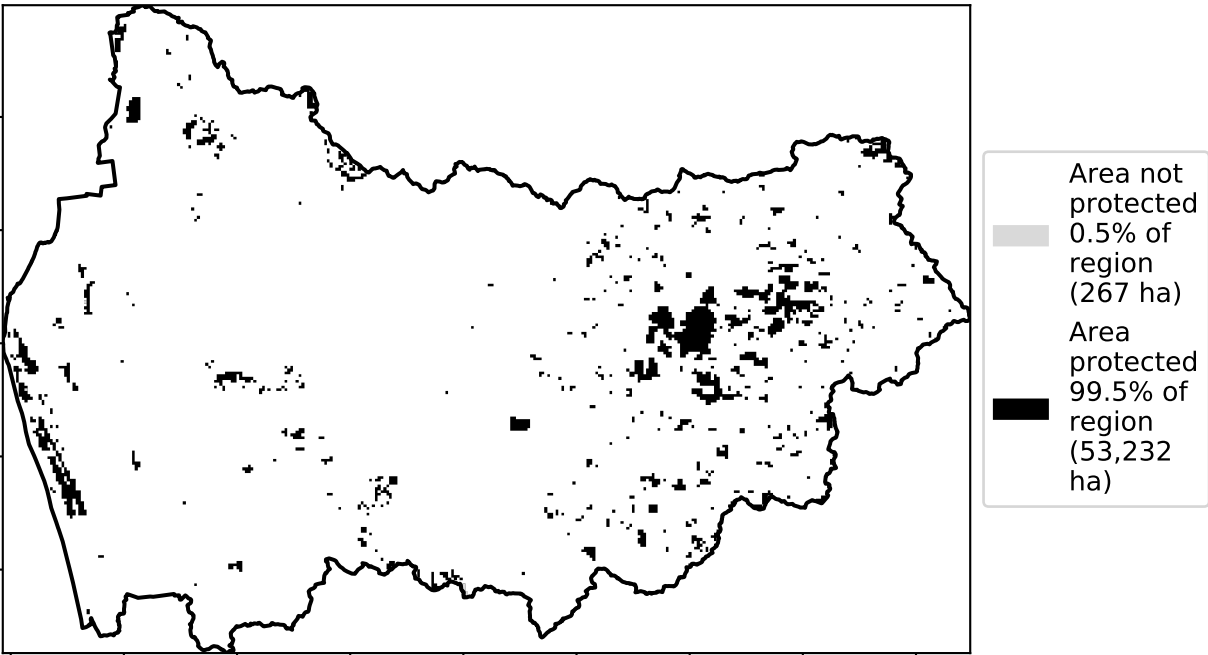 Area not
protected
0.5% of
region
(267 ha)
Area
protected
99.5% of
region
(53,232
ha)